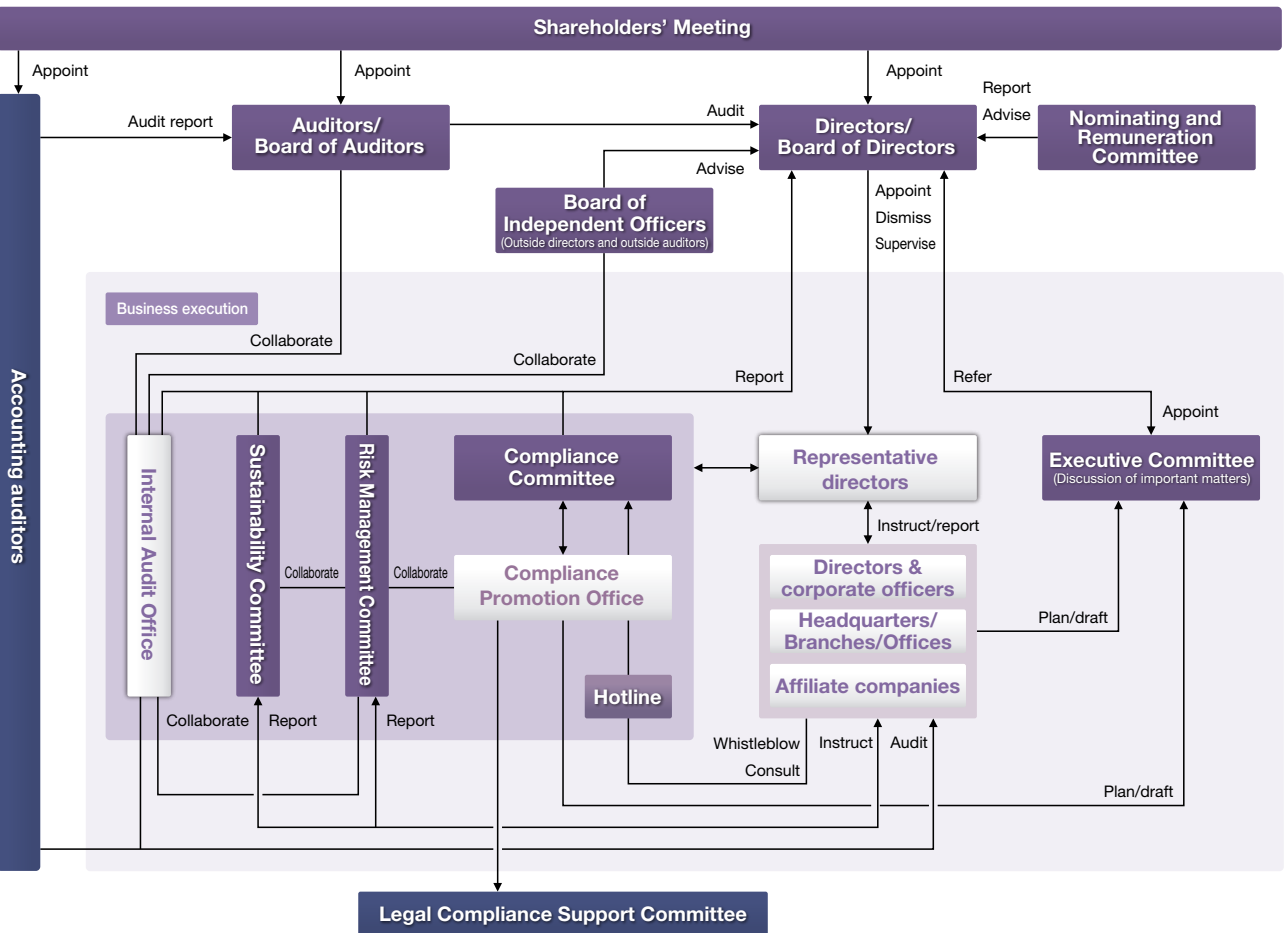 Shareholders' Meeting
Appoint
Appoint
Appoint
Report
Advise
Audit report
Auditors/
Board of Auditors
Audit
Directors/
Board of Directors
Nominating and
Remuneration
Committee
Advise
Board of
Independent Officers
(Outside directors and outside auditors)
Appoint
Dismiss
Supervise
Business execution
Collaborate
Collaborate
Report
Refer
Appoint
Accounting auditors
Internal Audit Office
Sustainability Committee
Risk Management Committee
Compliance
Committee
Representative
directors
Executive Committee
(Discussion of important matters)
Instruct/report
Collaborate
Collaborate
Compliance
Promotion Office
Directors &
corporate officers
Headquarters/
Branches/Offices
Plan/draft
Affiliate companies
Hotline
Collaborate
Report
Report
Whistleblow
Consult
Instruct
Audit
Plan/draft
Legal Compliance Support Committee